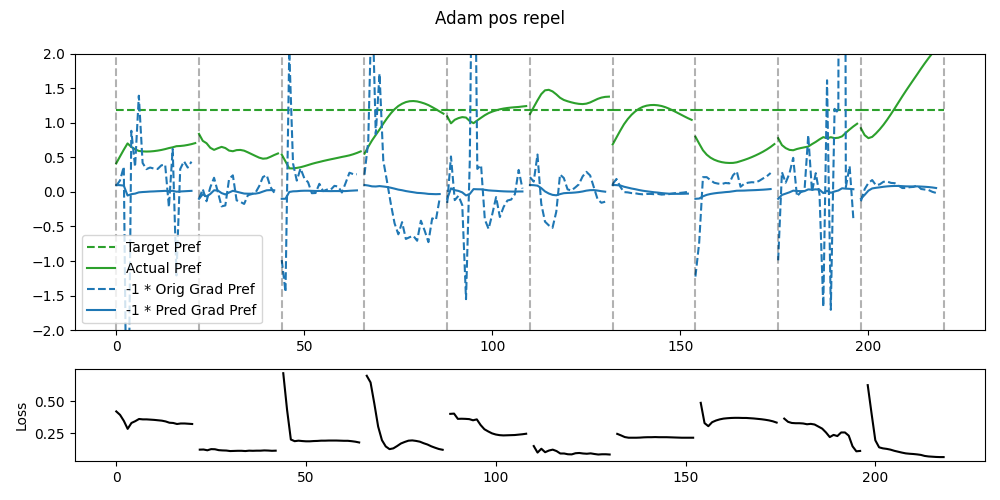 Adam pos repel
2.0
1.5
1.0
0.5
0.0
−0.5
−1.0
−1.5
−2.0
Target Pref
Actual Pref
-1 * Orig Grad Pref
-1 * Pred Grad Pref
0 50 100 150 200
Loss
0.50
0.25
0 50 100 150 200